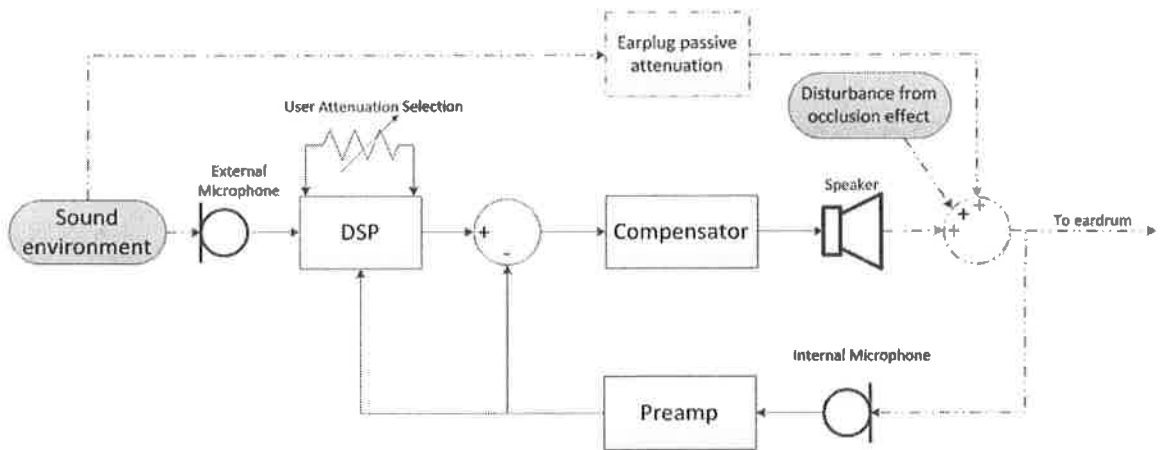 Earplug passive
attenuation
Disturbance from
occlusion effect
User Attenuation Selection
External
Microphone
Speaker
Sound
environment
DSP
+
-
Compensator
+
+
+
To eardrum
Internal Microphone
Preamp